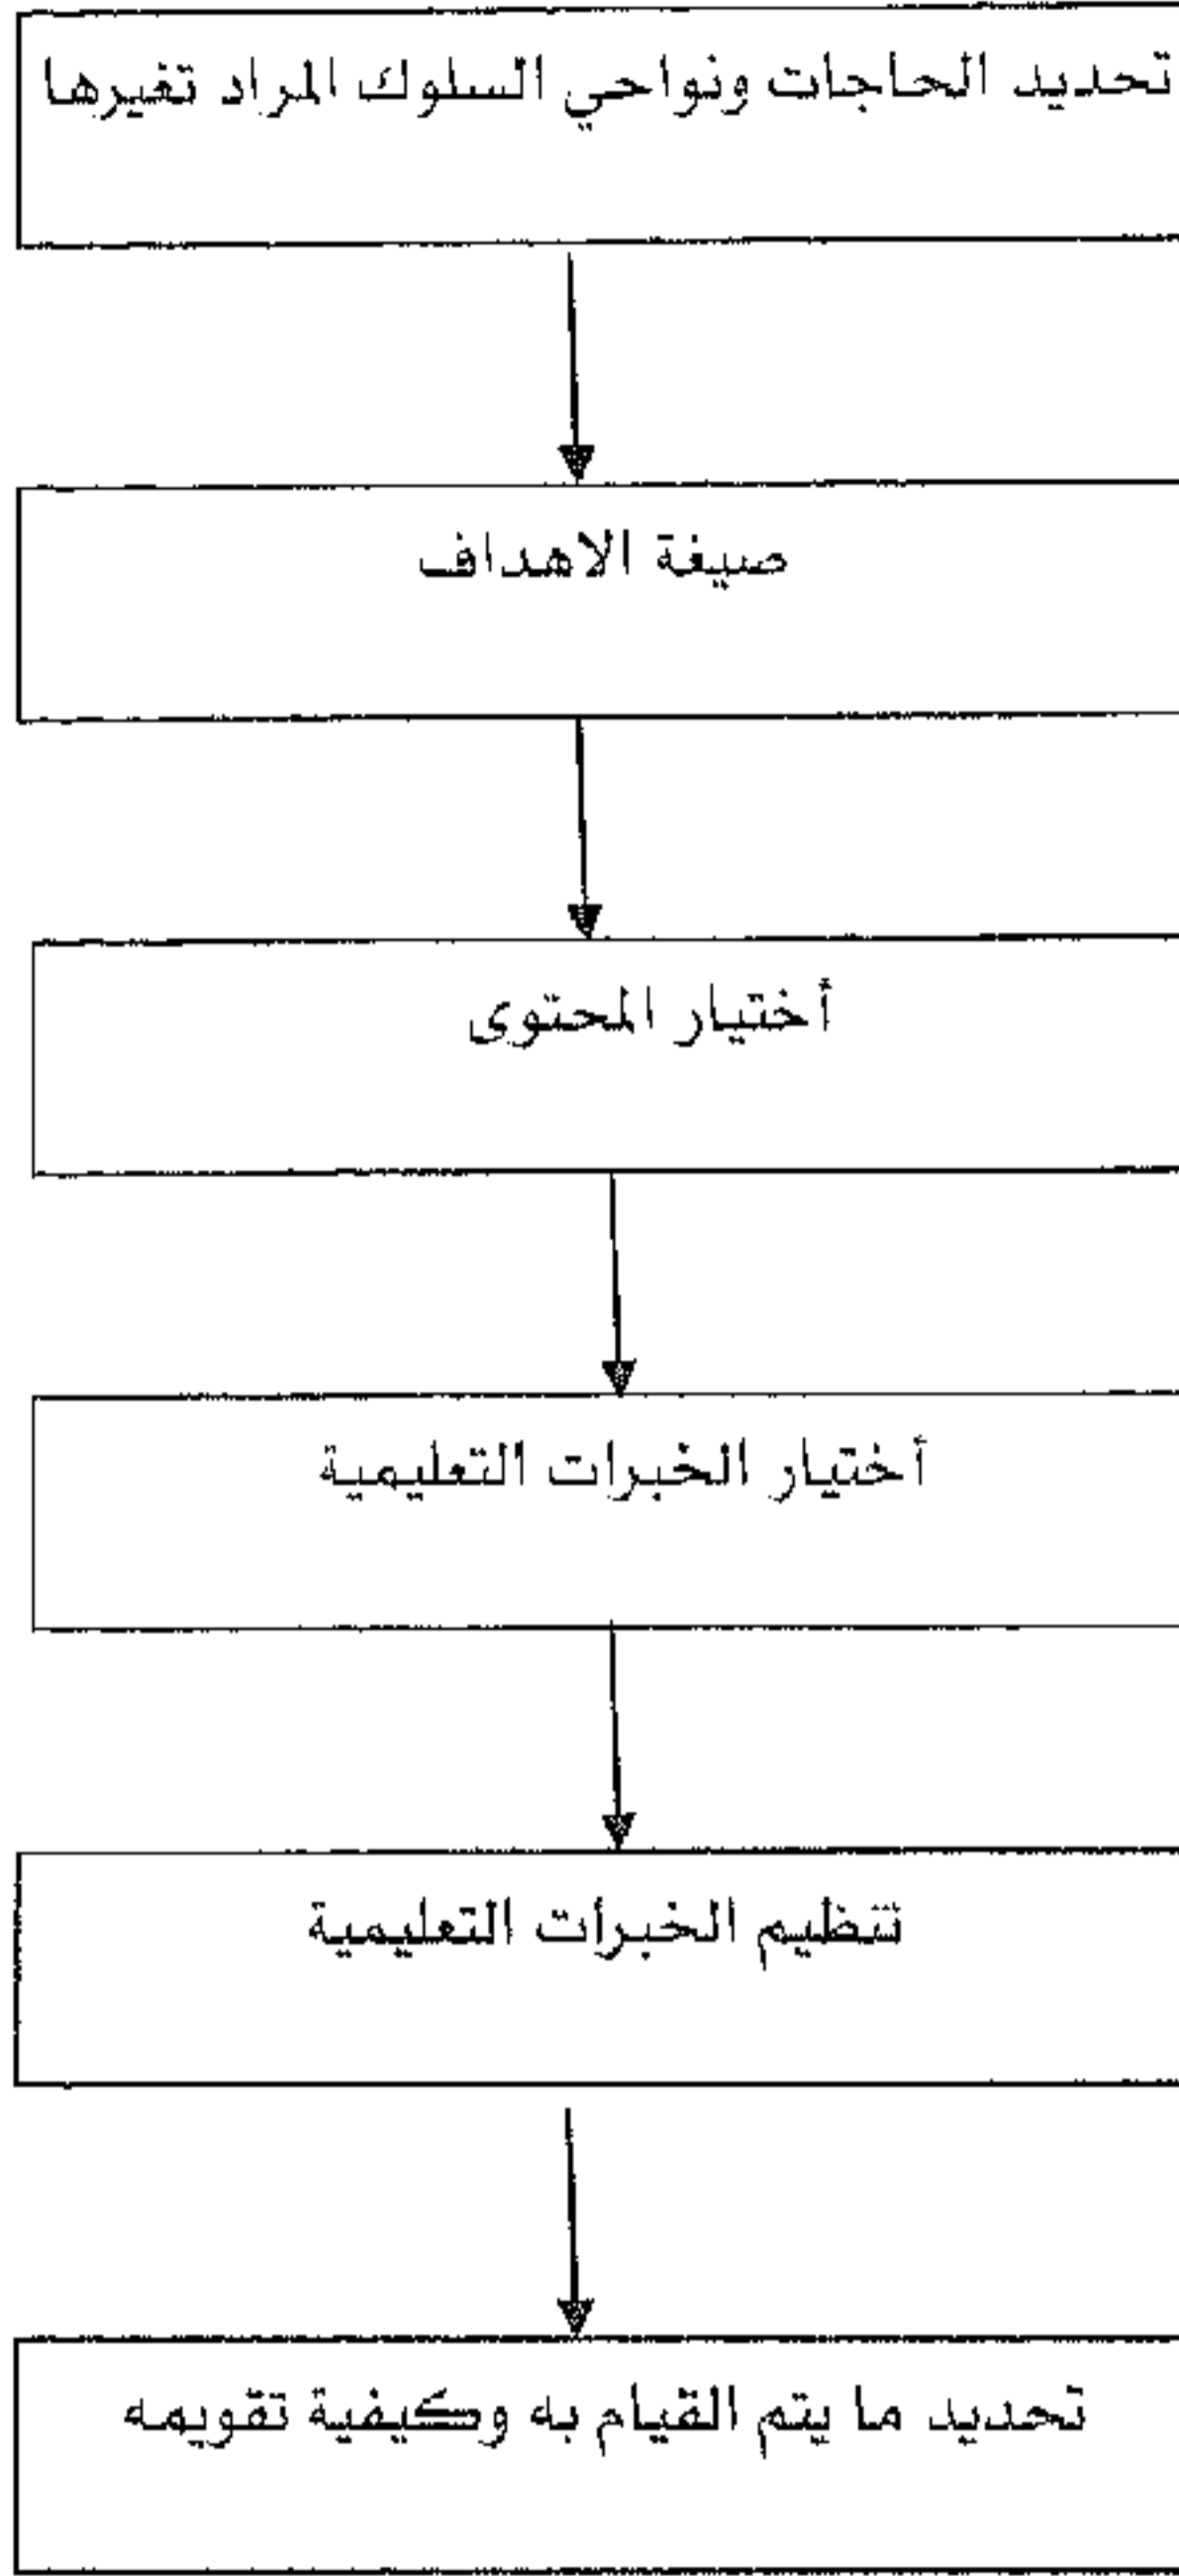 تحديد الحاجات ونواحي السلوك المراد تغيرها
صيغة الاهداف
أختيار المحتوى
أختيار الخبرات التعليمية
تنظيم الخبرات التعليمية
تحديد ما يتم القيام به وكيفية تقويمه